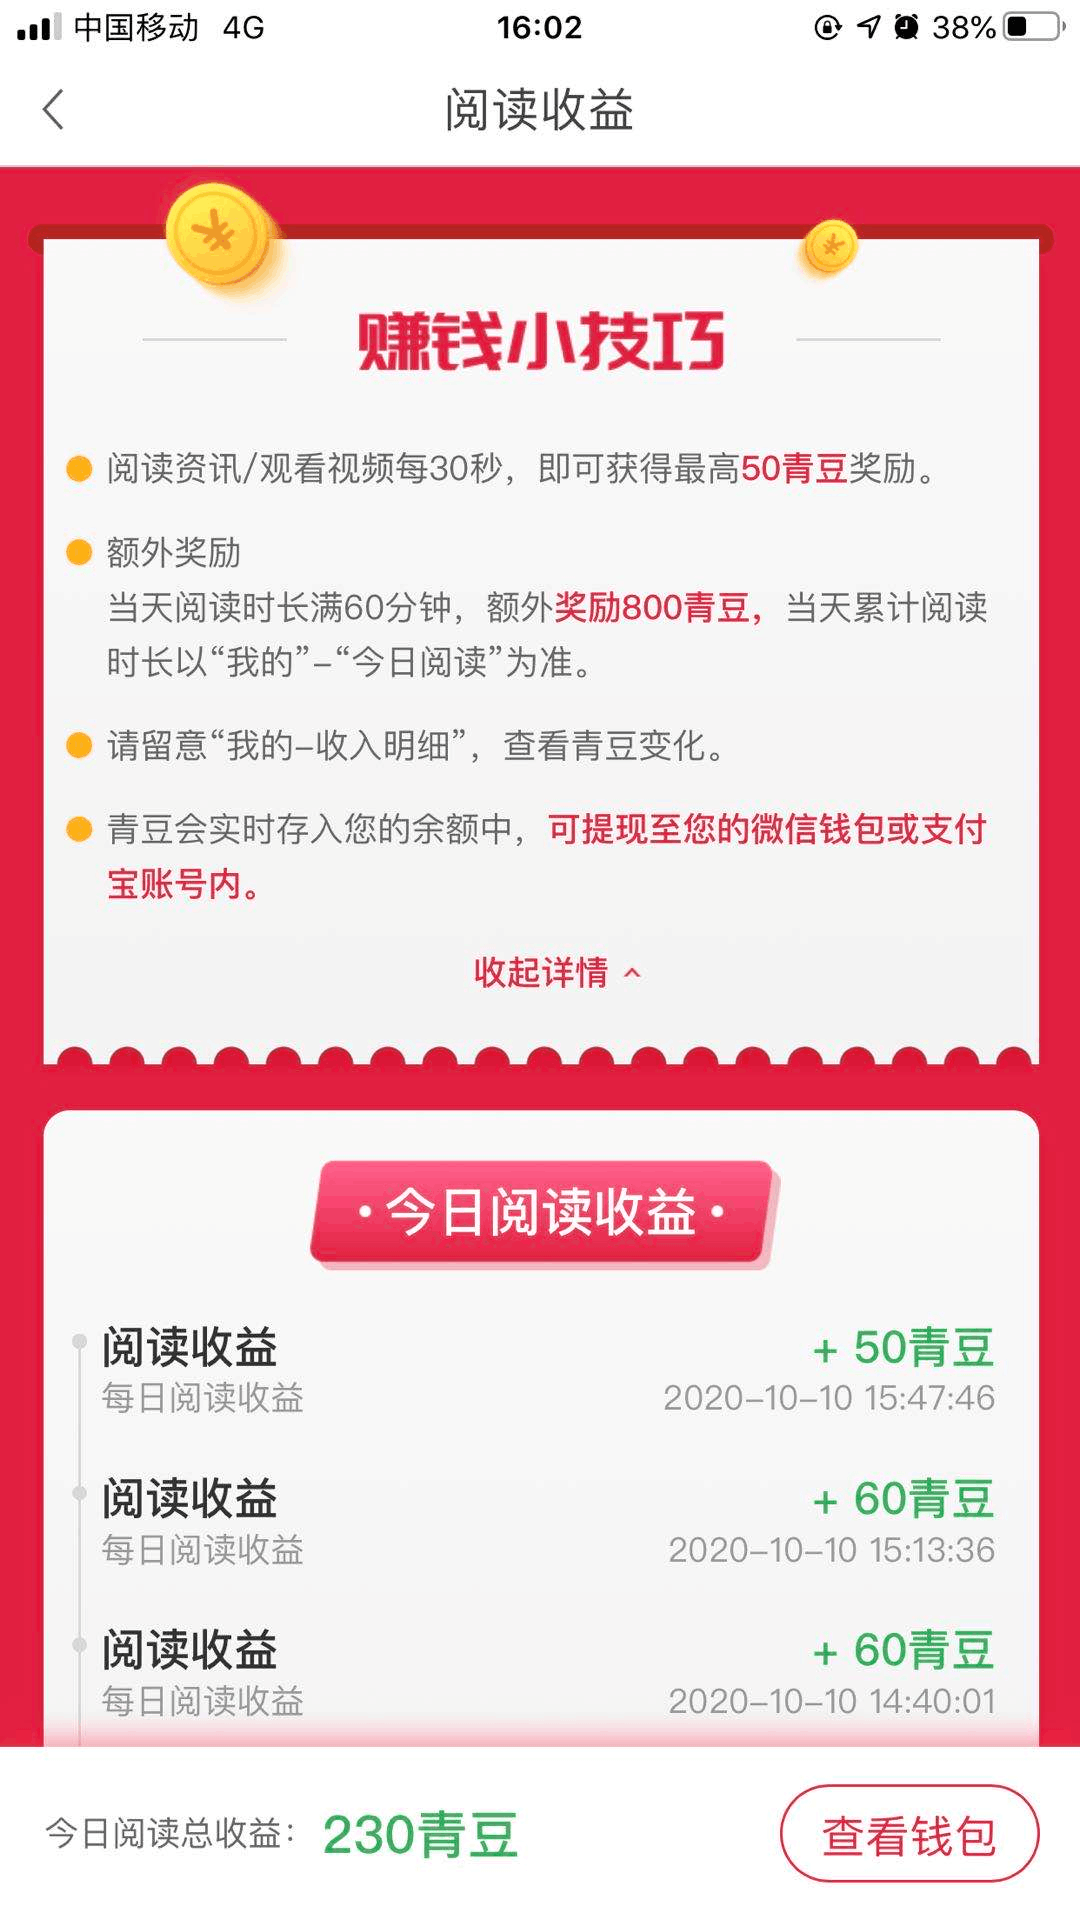 中国移动 4G 16:02 38%
阅读收益
赚钱小技巧
阅读资讯/观看视频每30秒，即可获得最高50青豆奖励。
额外奖励
当天阅读时长满60分钟，额外奖励800青豆，当天累计阅读
时长以“我的”–“今日阅读”为准。
请留意“我的–收入明细”，查看青豆变化。
青豆会实时存入您的余额中，可提现至您的微信钱包或支付
宝账号内。
收起详情
·今日阅读收益·
阅读收益 + 50青豆
每日阅读收益 2020–10–10 15:47:46
阅读收益 + 60青豆
每日阅读收益 2020–10–10 15:13:36
阅读收益 + 60青豆
每日阅读收益 2020–10–10 14:40:01
今日阅读总收益：230青豆 查看钱包